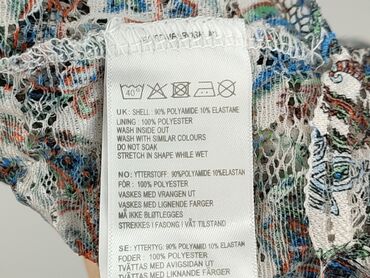 40
UK: SHELL: 90% POLYAMIDE 10% ELASTANE
LINING: 100% POLYESTER
WASH INSIDE OUT
WASH WITH SIMILAR COLOURS
DO NOT SOAK
STRETCH IN SHAPE WHILE WET
NO: YTTERSTOFF: 90% POLYAMIDE 10% ELASTANE
FÔR: 100% POLYESTER
VASKES MED VRANGEN UT
VASKES MED LIGNENDE FARGER
MÅ IKKE BLØTLEGGES
STREKKES I FASONG I VÅT TILSTAND
SE: YTTERTYG: 90% POLYAMID 10% ELASTAN
FODER: 100% POLYESTER
TVÄTTAS MED AVIGSIDAN UT
TVÄTTAS MED LIKNANDE FÄRGER